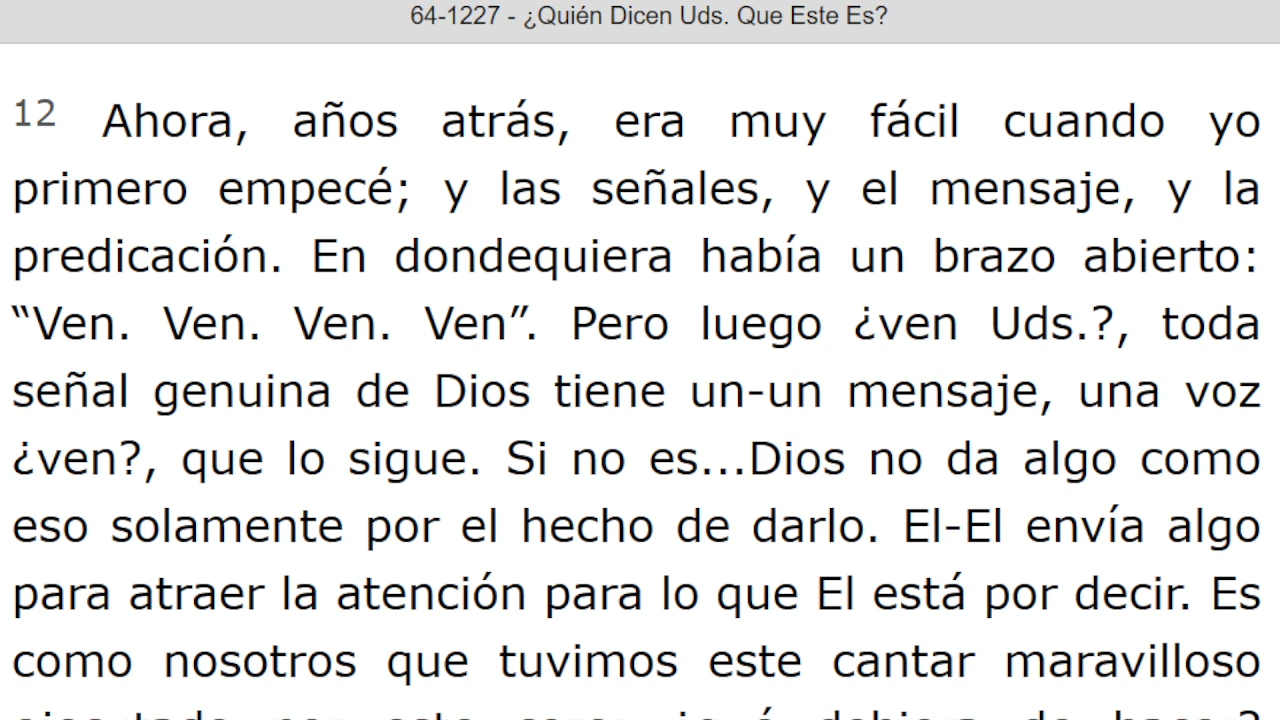 64-1227 - ¿Quién Dicen Uds. Que Este Es?
12 Ahora, años atrás, era muy fácil cuando yo
primero empecé; y las señales, y el mensaje, y la
predicación. En dondequiera había un brazo abierto:
“Ven. Ven. Ven. Ven”. Pero luego ¿ven Uds.?, toda
señal genuina de Dios tiene un-un mensaje, una voz
¿ven?, que lo sigue. Si no es...Dios no da algo como
eso solamente por el hecho de darlo. El-El envía algo
para atraer la atención para lo que El está por decir. Es
como nosotros que tuvimos este cantar maravilloso